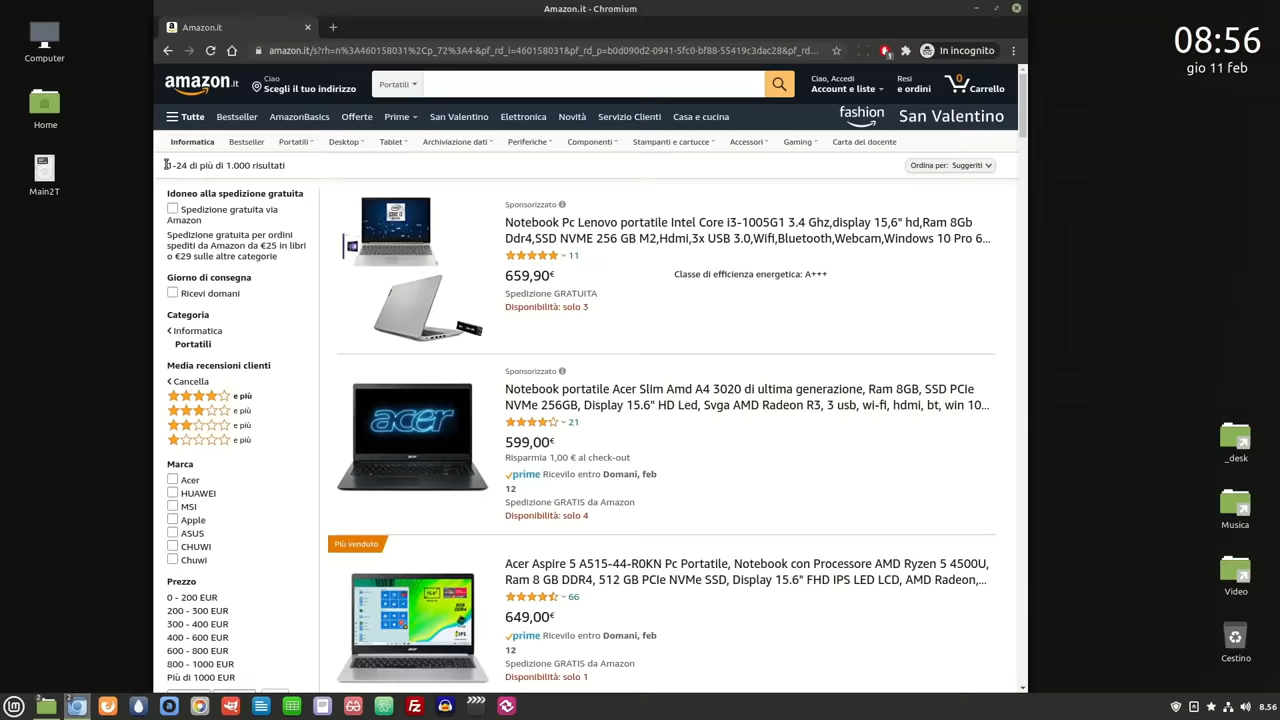 Amazon.it - Chromium
Amazon.it
amazon.it/s?rh=n%3A460158031%2Cp_72%3A4-&pf_rd_i=460158031&pf_rd_p=b0d090d2-0941-5fc0-bf88-55419c3dac28&pf_rd...
In incognito
Computer
Home
Main2T
08:56
gio 11 feb
amazon.it
Ciao
Scegli il tuo indirizzo
Portatili
Ciao, Accedi
Account e liste
Resi
e ordini
0
Carrello
Tutte
Bestseller
AmazonBasics
Offerte
Prime
San Valentino
Elettronica
Novità
Servizio Clienti
Casa e cucina
fashion
San Valentino
Informatica
Bestseller
Portatili
Desktop
Tablet
Archiviazione dati
Periferiche
Componenti
Stampanti e cartucce
Accessori
Gaming
Carta del docente
1-24 di più di 1.000 risultati
Ordina per: Suggeriti
Idoneo alla spedizione gratuita
Spedizione gratuita via
Amazon
Spedizione gratuita per ordini
spediti da Amazon da €25 in libri
o €29 sulle altre categorie
Giorno di consegna
Ricevi domani
Categoria
Informatica
Portatili
Media recensioni clienti
Cancella
e più
e più
e più
e più
Marca
Acer
HUAWEI
MSI
Apple
ASUS
CHUWI
Chuwi
Prezzo
0 - 200 EUR
200 - 300 EUR
300 - 400 EUR
400 - 600 EUR
600 - 800 EUR
800 - 1000 EUR
Più di 1000 EUR
Sponsorizzato
Notebook Pc Lenovo portatile Intel Core i3-1005G1 3.4 Ghz,display 15,6" hd,Ram 8Gb
Ddr4,SSD NVME 256 GB M2,Hdmi,3x USB 3.0,Wifi,Bluetooth,Webcam,Windows 10 Pro 6...
11
659,90€
Classe di efficienza energetica: A+++
Spedizione GRATUITA
Disponibilità: solo 3
Sponsorizzato
Notebook portatile Acer Slim Amd A4 3020 di ultima generazione, Ram 8GB, SSD PCIe
NVMe 256GB, Display 15.6" HD Led, Svga AMD Radeon R3, 3 usb, wi-fi, hdmi, bt, win 10...
21
599,00€
Risparmia 1,00 € al check-out
prime Ricevilo entro Domani, feb
12
Spedizione GRATIS da Amazon
Disponibilità: solo 4
acer
Più venduto
Acer Aspire 5 A515-44-R0KN Pc Portatile, Notebook con Processore AMD Ryzen 5 4500U,
Ram 8 GB DDR4, 512 GB PCIe NVMe SSD, Display 15.6" FHD IPS LED LCD, AMD Radeon,...
66
649,00€
prime Ricevilo entro Domani, feb
12
Spedizione GRATIS da Amazon
Disponibilità: solo 1
_desk
Musica
Video
Cestino
8.56